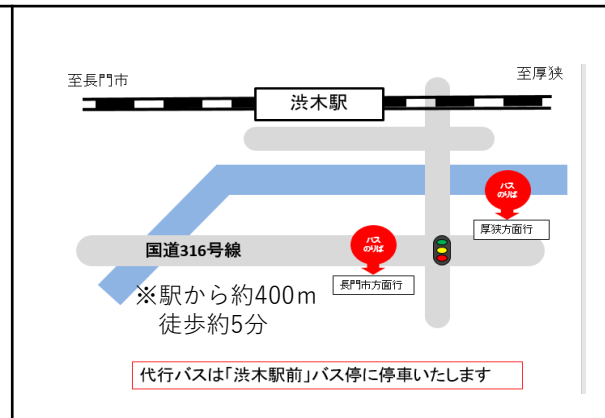 至長門市
至厚狭
渋木駅
バス
のりば
厚狭方面行
バス
のりば
国道316号線
長門市方面行
※駅から約400m
徒歩約5分
代行バスは「渋木駅前」バス停に停車いたします